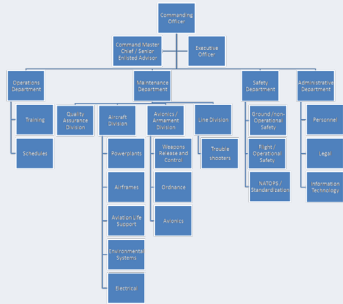 Commanding
Officer
Command Master
Chief / Senior
Enlisted Advisor
Executive
Officer
Operations
Department
Maintenance
Department
Safety
Department
Administrative
Department
Training
Schedules
Quality
Assurance
Division
Aircraft
Division
Avionics /
Armament
Division
Line Division
Powerplants
Airframes
Aviation Life
Support
Environmental
Systems
Electrical
Weapons
Release and
Control
Ordnance
Avionics
Trouble
shooters
Ground/non-
Operational
Safety
Flight /
Operational
Safety
NATOPS /
Standardization
Personnel
Legal
Information
Technology